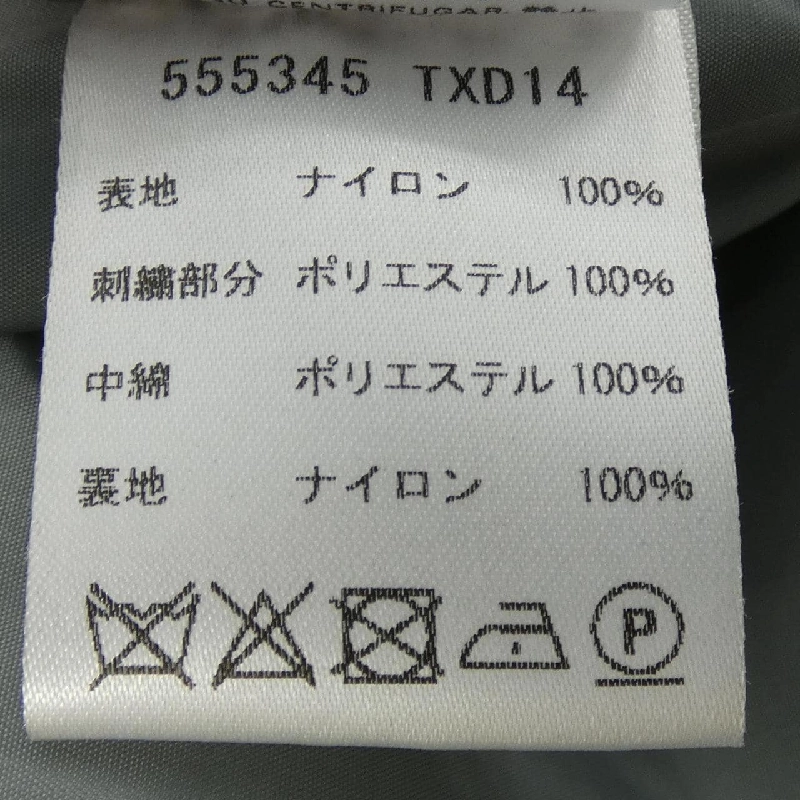 CENTRIFUGAR
555345 TXD14
表地 ナイロン 100%
刺繍部分 ポリエステル 100%
中綿 ポリエステル 100%
裏地 ナイロン 100%
P